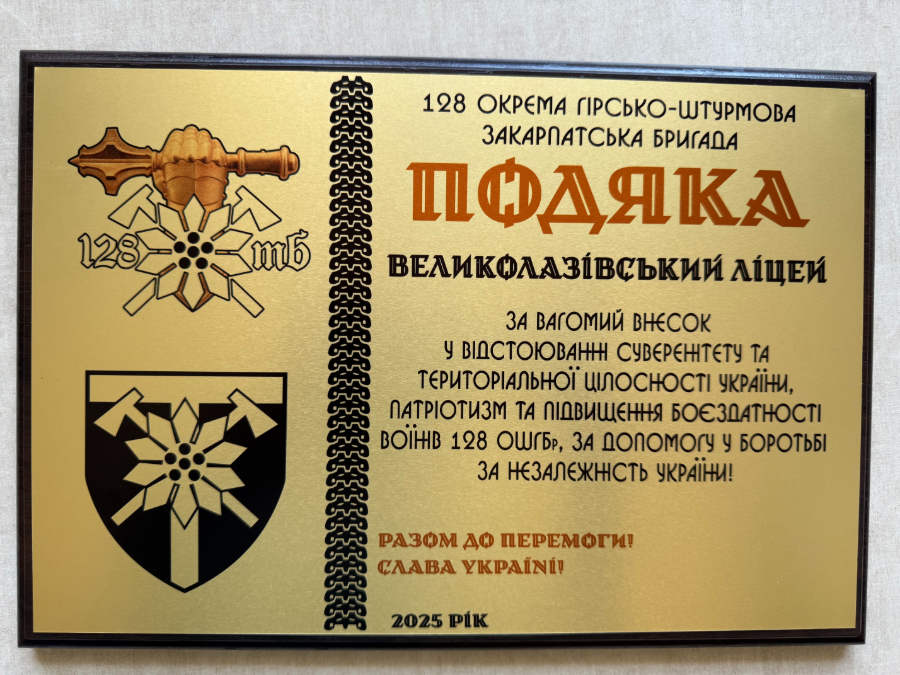 128 ОКРЕМА ГІРСЬКО-ШТУРМОВА
ЗАКАРПАТСЬКА БРИГАДА
ПОДЯКА
ВЕЛИКОЛАЗІВСЬКИЙ ЛІЦЕЙ
ЗА ВАГОМИЙ ВНЕСОК
У ВІДСТОЮВАННІ СУВЕРЕНІТЕТУ ТА
ТЕРИТОРІАЛЬНОЇ ЦІЛОСНОСТІ УКРАЇНИ,
ПАТРІОТИЗМ ТА ПІДВИЩЕННЯ БОЄЗДАТНОСТІ
ВОЇНІВ 128 ОШГБр, ЗА ДОПОМОГУ У БОРОТЬБІ
ЗА НЕЗАЛЕЖНІСТЬ УКРАЇНИ!
РАЗОМ ДО ПЕРЕМОГИ!
СЛАВА УКРАЇНІ!
2025 РІК
128 тб